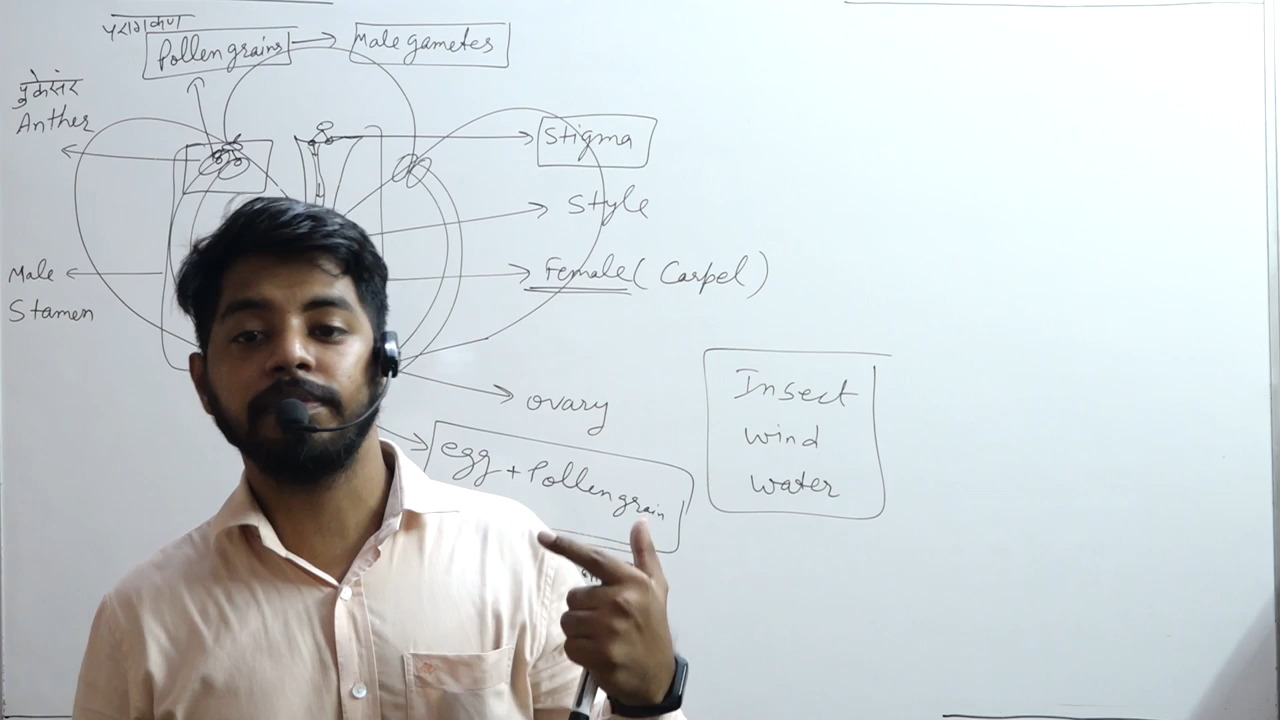 परागकण
Pollen grains → Male gametes
पुंकेसर
Anther
Stigma
Style
Male
Stamen
Female (Carpel)
ovary
egg + Pollen grain
Insect
wind
water